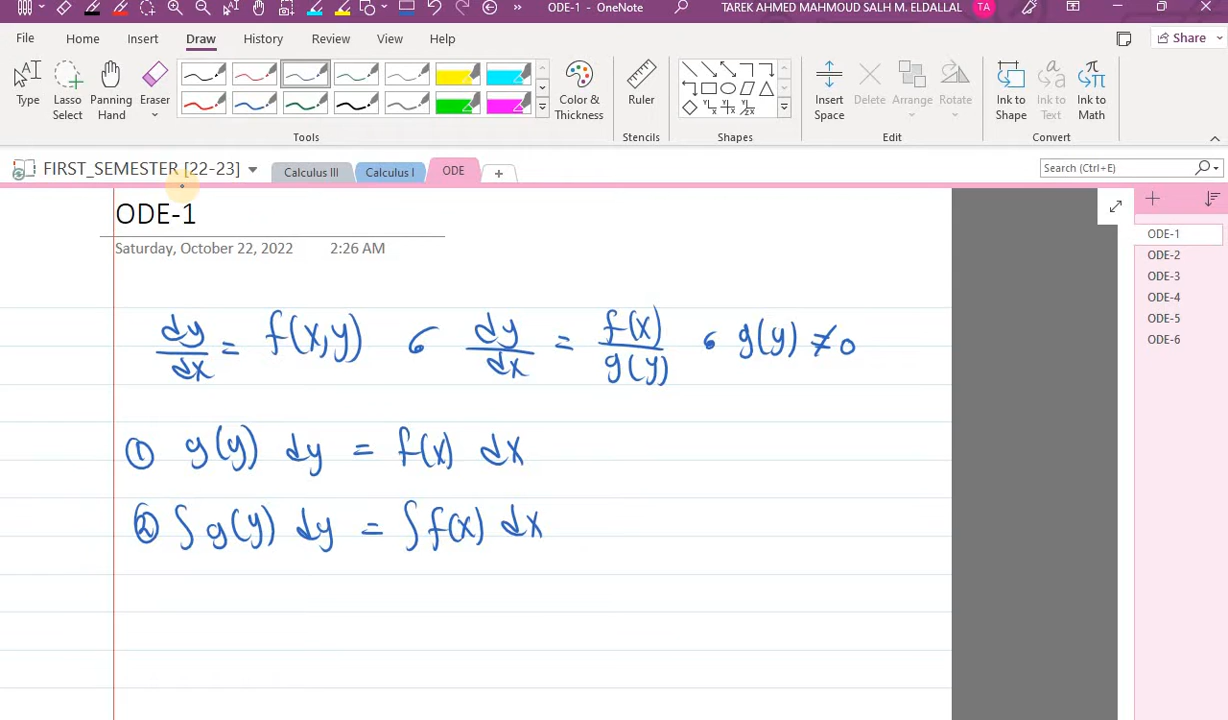 ODE-1 - OneNote
TAREK AHMED MAHMOUD SALH M. ELDALLAL
TA
File Home Insert Draw History Review View Help
Share
Type
Lasso Select
Panning Hand
Eraser
Color & Thickness
Ruler
Insert Space
Delete
Arrange
Rotate
Ink to Shape
Ink to Text
Ink to Math
Tools
Stencils
Shapes
Edit
Convert
FIRST_SEMESTER [22-23]
Calculus III
Calculus I
ODE
Search (Ctrl+E)
ODE-1
Saturday, October 22, 2022 2:26 AM
dy/dx = f(x,y) ، dy/dx = f(x)/g(y) ، g(y) ≠ 0
① g(y) dy = f(x) dx
② ∫ g(y) dy = ∫ f(x) dx
ODE-1
ODE-2
ODE-3
ODE-4
ODE-5
ODE-6